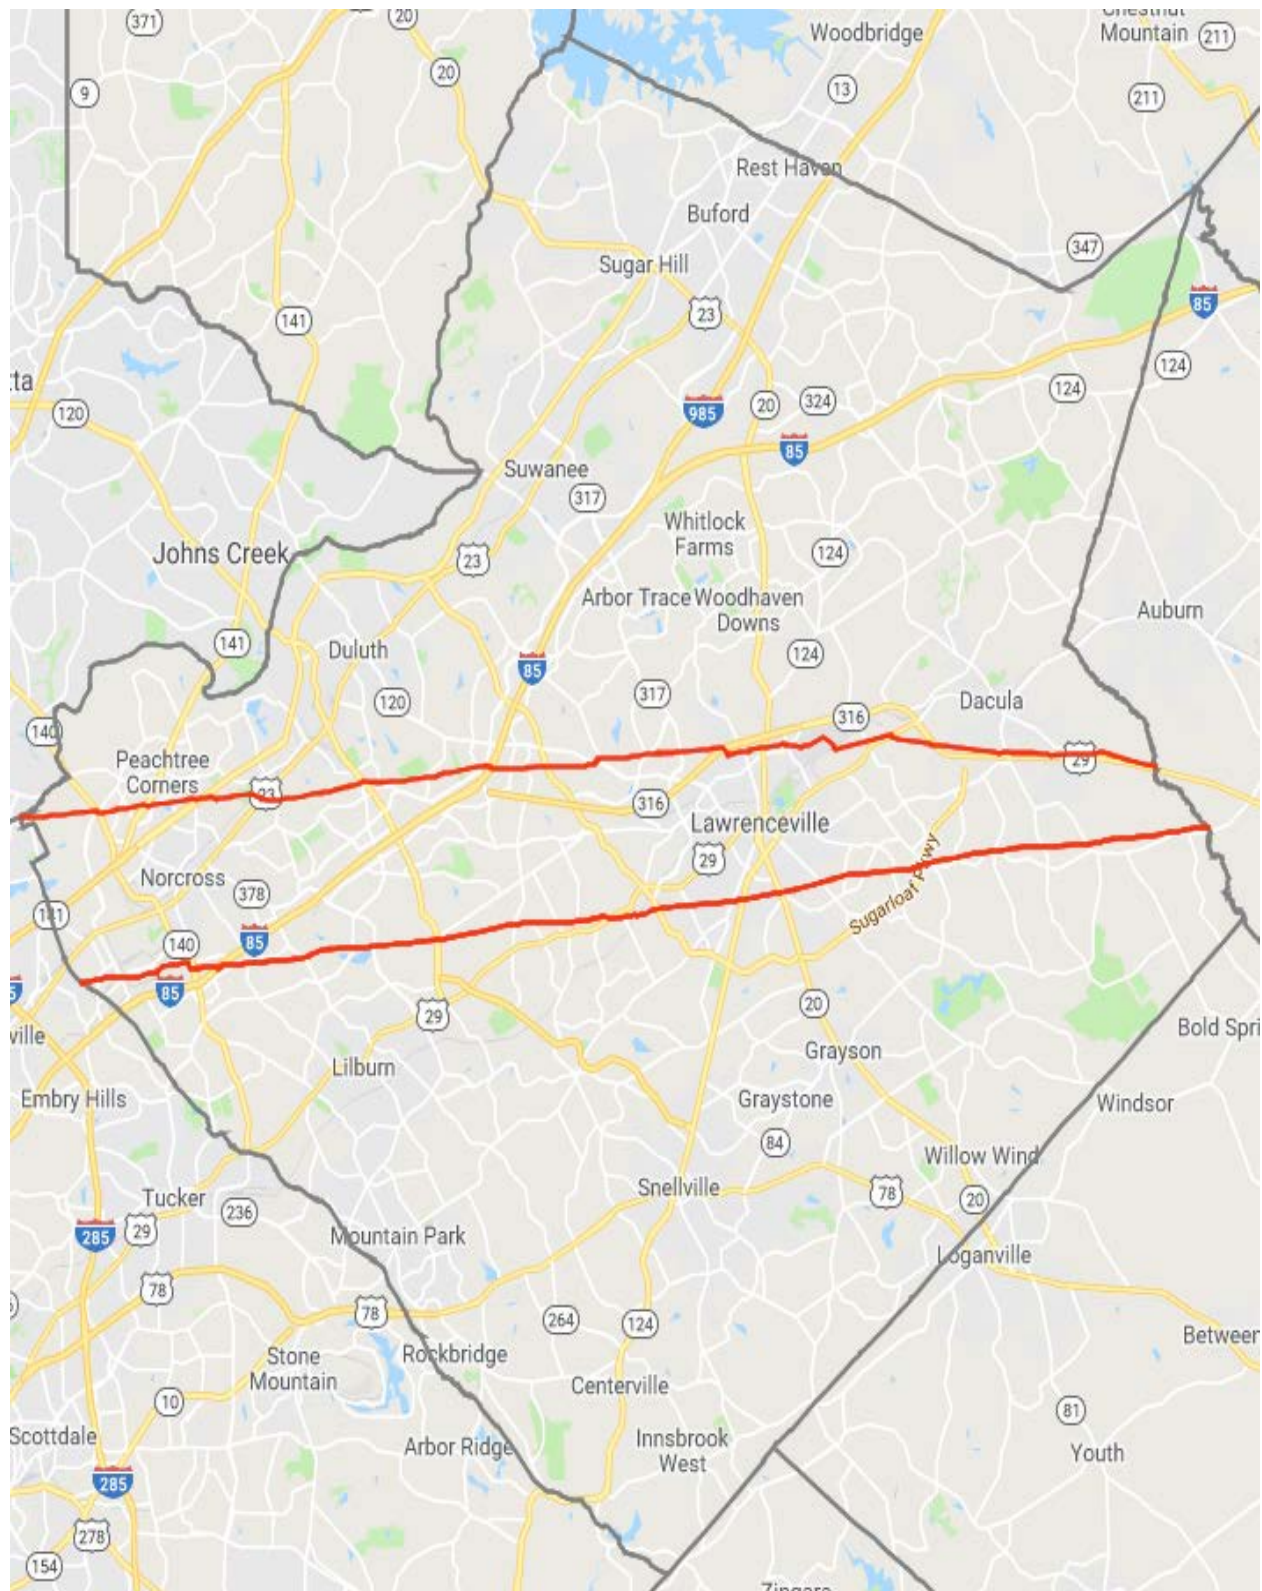 371
20
Chestnut
Woodbridge
Mountain
211
20
9
13
211
Rest Haven
Buford
347
Sugar Hill
85
23
141
124
124
985
20
324
120
85
Suwanee
317
Whitlock
Farms
124
Johns Creek
23
Arbor Trace
Woodhaven
Downs
Auburn
141
Duluth
124
85
317
120
Dacula
316
140
Peachtree
Corners
29
23
316
Lawrenceville
29
Norcross
378
Sugarloaf Pkwy
141
85
140
85
20
29
ville
Bold Spri
Lilburn
Grayson
Embry Hills
Graystone
Windsor
84
Willow Wind
Tucker
Snellville
78
20
236
29
285
Mountain Park
Loganville
78
78
264
124
Between
Rockbridge
Stone
Mountain
Centerville
10
81
Scottdale
Arbor Ridge
Innsbrook
West
Youth
285
278
154